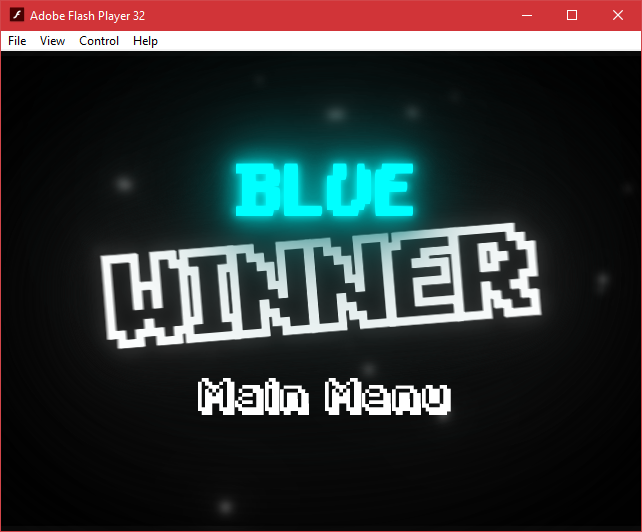 Adobe Flash Player 32
File View Control Help
BLUE
WINNER
Main Menu